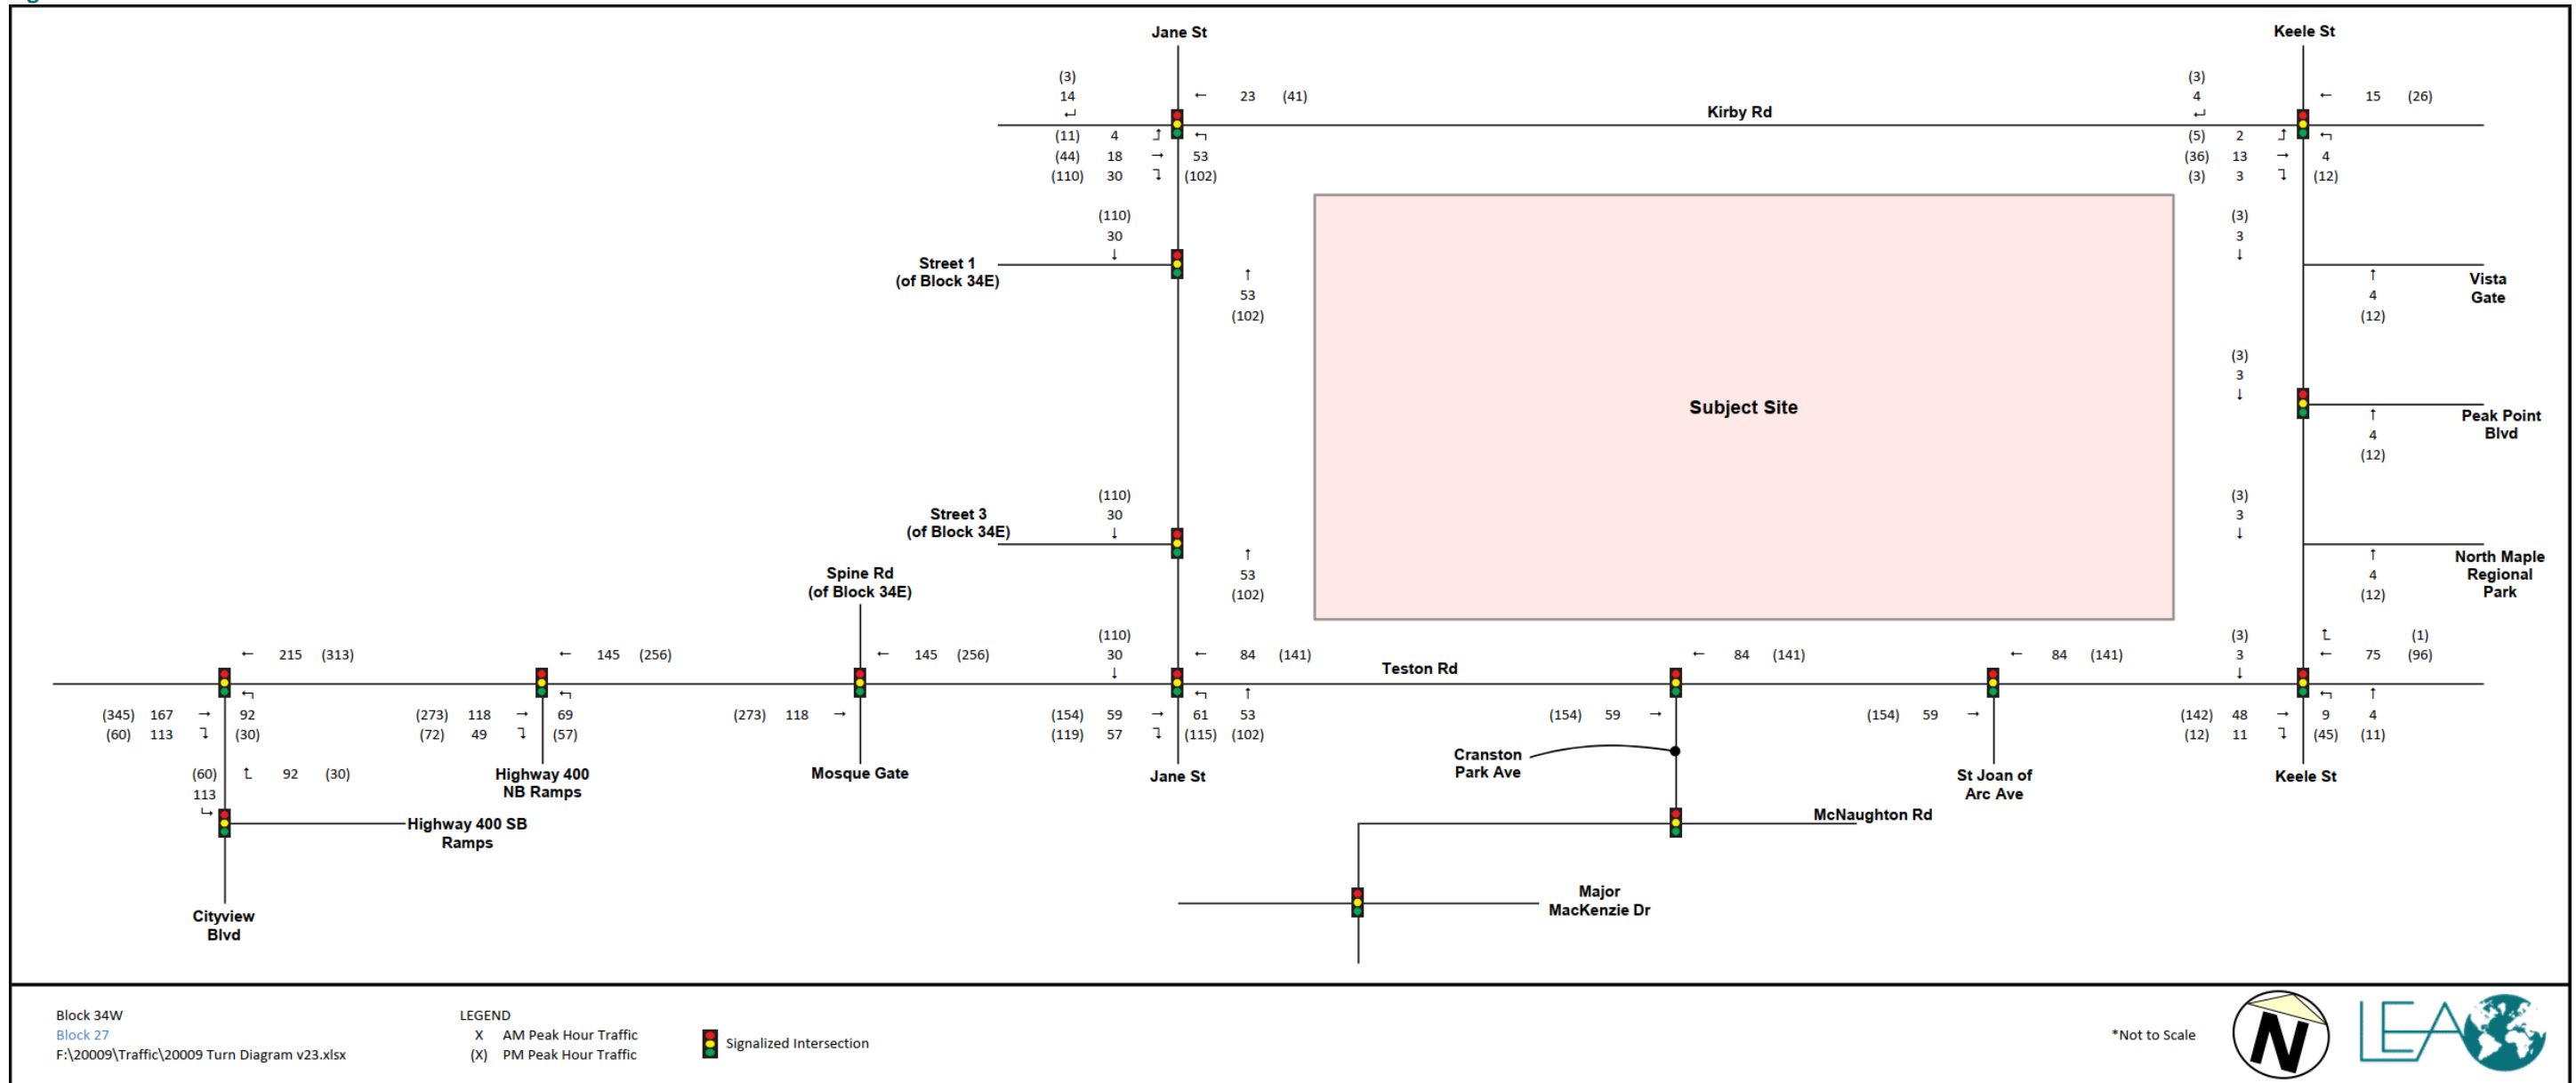 Jane St
Keele St
(3)
14
↵
← 23 (41)
Kirby Rd
(3)
4
↵
← 15 (26)
(11) 4
(44) 18 →
(110) 30
53
(102)
(5) 2
(36) 13 →
(3) 3
4
(12)
(110)
30
↓
Street 1
(of Block 34E)
↑
53
(102)
(3)
3
↓
↑
4
(12)
Vista
Gate
Subject Site
(3)
3
↓
↑
4
(12)
Peak Point
Blvd
(110)
30
↓
Street 3
(of Block 34E)
↑
53
(102)
(3)
3
↓
↑
4
(12)
North Maple
Regional
Park
Spine Rd
(of Block 34E)
← 215 (313)
← 145 (256)
← 145 (256)
(110)
30
↓
← 84 (141)
Teston Rd
← 84 (141)
← 84 (141)
(3)
3
↓
(1)
← 75 (96)
(345) 167 →
(60) 113
92
(30)
(273) 118 →
(72) 49
69
(57)
(273) 118 →
(154) 59 →
(119) 57
61
(115)
↑
53
(102)
(154) 59 →
(154) 59 →
(142) 48 →
(12) 11
9
(45)
↑
4
(11)
(60)
113
92 (30)
Highway 400
NB Ramps
Mosque Gate
Jane St
Cranston
Park Ave
St Joan of
Arc Ave
Keele St
Highway 400 SB
Ramps
McNaughton Rd
Major
MacKenzie Dr
Cityview
Blvd
Block 34W
Block 27
F:\20009\Traffic\20009 Turn Diagram v23.xlsx
LEGEND
X AM Peak Hour Traffic
(X) PM Peak Hour Traffic
Signalized Intersection
*Not to Scale
N
LEA